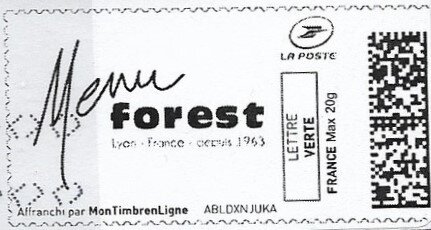 LA POSTE
Menu
forest
Lyon - France - depuis 1963
LETTRE
VERTE
FRANCE Max 20g
Affranchi par MonTimbrenLigne ABLDXNJUKA